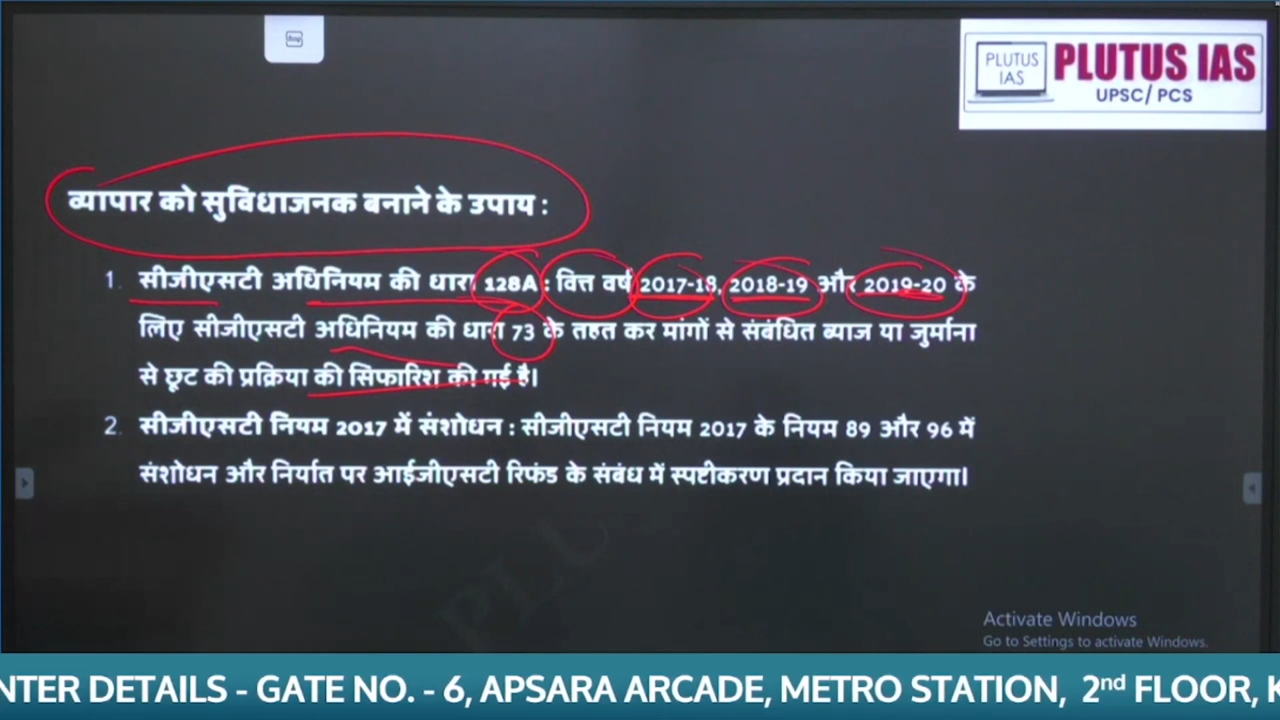 PLUTUS IAS
PLUTUS IAS
UPSC/ PCS
व्यापार को सुविधाजनक बनाने के उपाय :
1. सीजीएसटी अधिनियम की धारा 128A : वित्त वर्ष 2017-18, 2018-19 और 2019-20 के
लिए सीजीएसटी अधिनियम की धारा 73 के तहत कर मांगों से संबंधित ब्याज या जुर्माना
से छूट की प्रक्रिया की सिफारिश की गई है।
2. सीजीएसटी नियम 2017 में संशोधन : सीजीएसटी नियम 2017 के नियम 89 और 96 में
संशोधन और निर्यात पर आईजीएसटी रिफंड के संबंध में स्पष्टीकरण प्रदान किया जाएगा।
PLU
Activate Windows
Go to Settings to activate Windows.
NTER DETAILS - GATE NO. - 6, APSARA ARCADE, METRO STATION, 2nd FLOOR, K